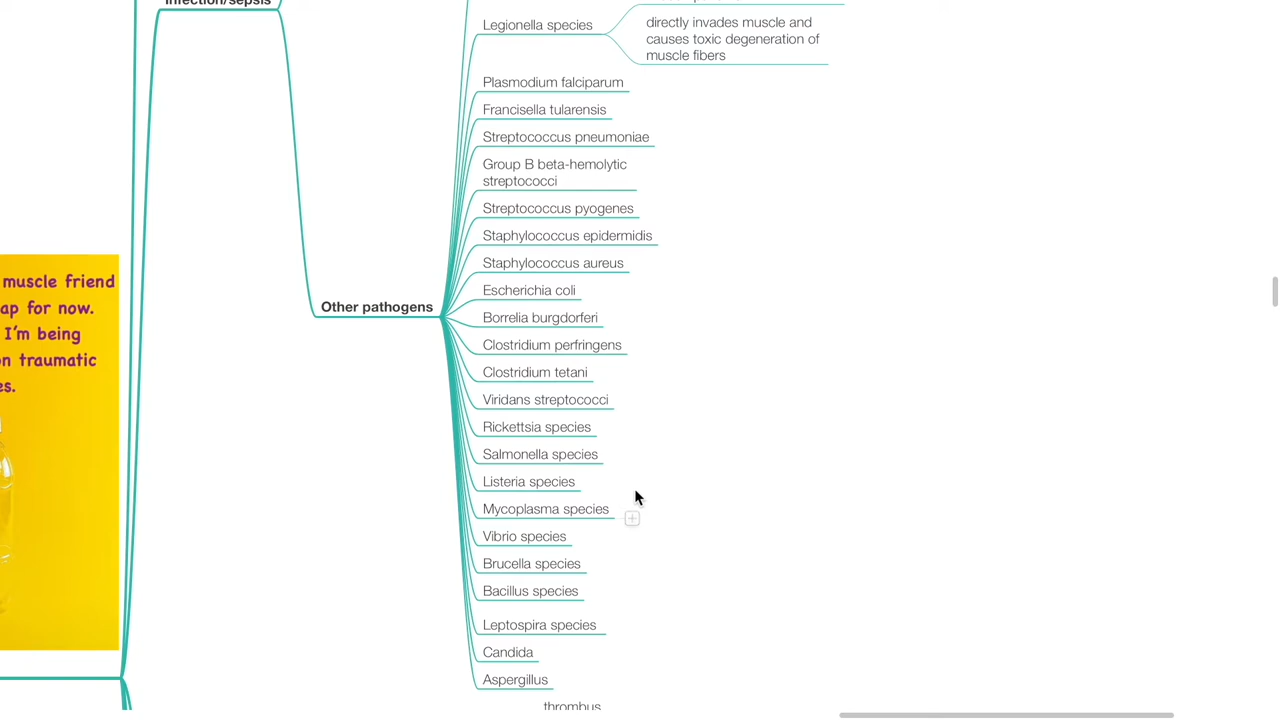 Infection/sepsis
Legionella species
directly invades muscle and
causes toxic degeneration of
muscle fibers
Plasmodium falciparum
Francisella tularensis
Streptococcus pneumoniae
Group B beta-hemolytic
streptococci
Streptococcus pyogenes
Staphylococcus epidermidis
Staphylococcus aureus
muscle friend
ap for now.
I'm being
on traumatic
es.
Other pathogens
Escherichia coli
Borrelia burgdorferi
Clostridium perfringens
Clostridium tetani
Viridans streptococci
Rickettsia species
Salmonella species
Listeria species
Mycoplasma species
Vibrio species
Brucella species
Bacillus species
Leptospira species
Candida
Aspergillus
thrombus